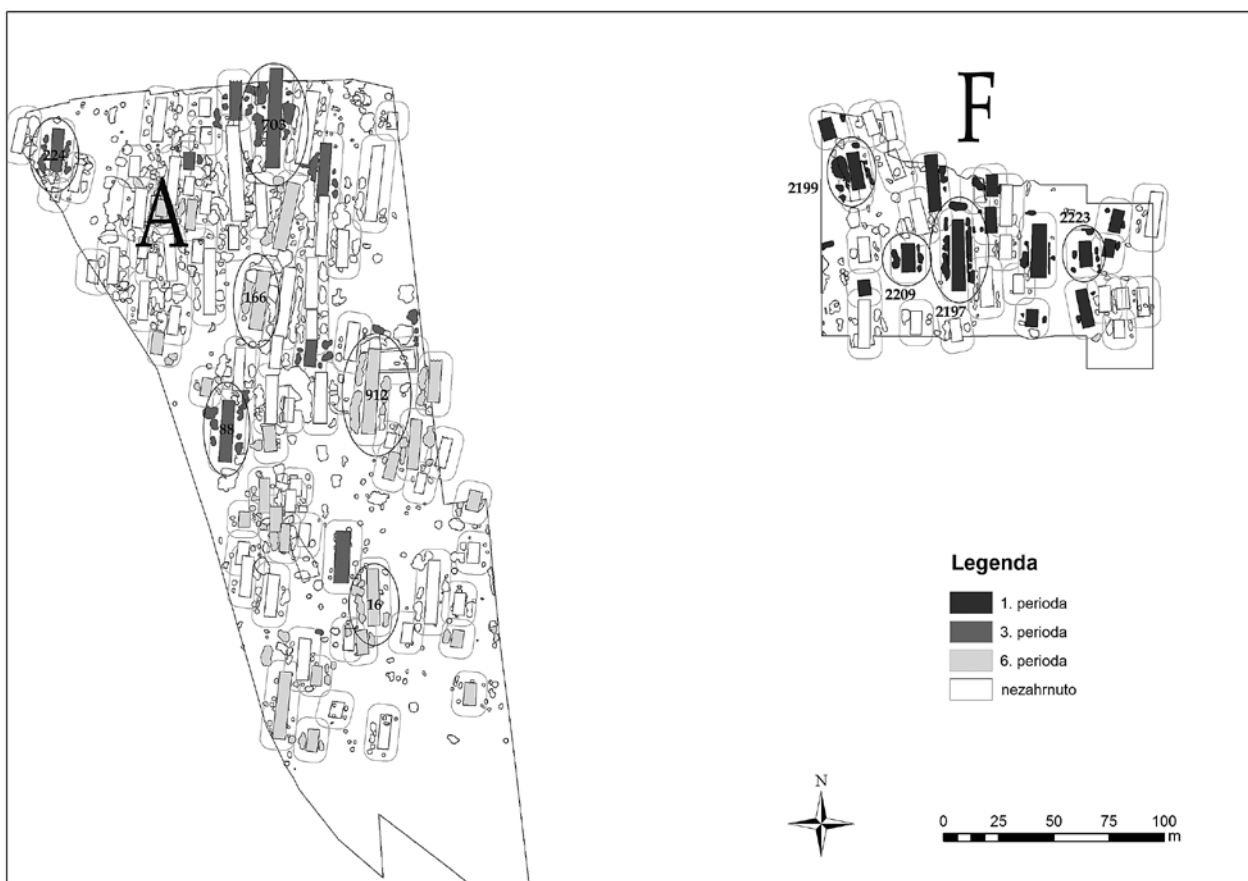 F
703
224
2199
A
2223
2209
2197
166
912
88
16
Legenda
1. perioda
3. perioda
6. perioda
nezahrnuto
N
0 25 50 75 100
m